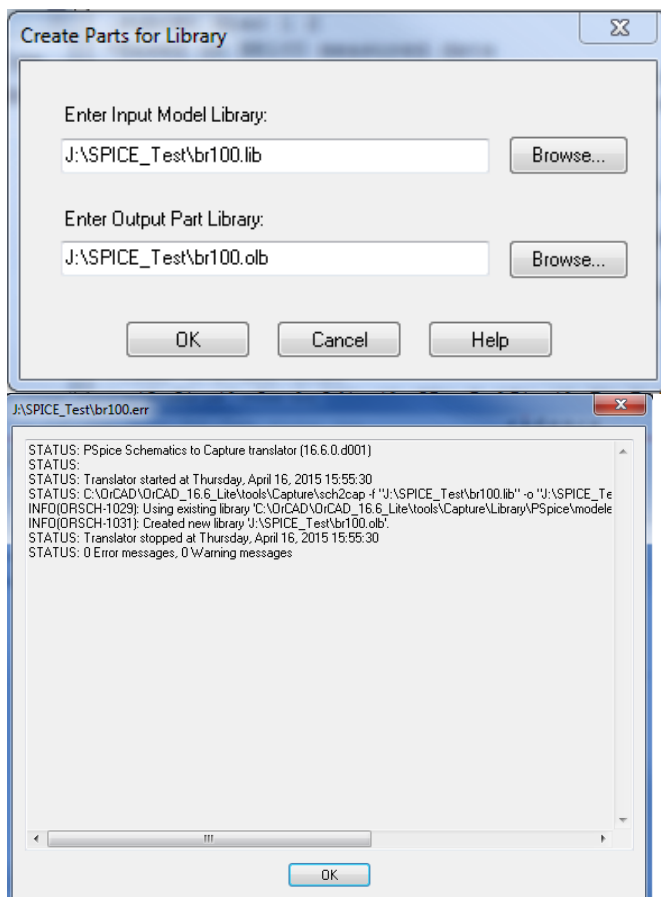 Create Parts for Library
Enter Input Model Library:
J:\SPICE_Test\br100.lib
Browse...
Enter Output Part Library:
J:\SPICE_Test\br100.olb
Browse...
OK
Cancel
Help
J:\SPICE_Test\br100.err
STATUS: PSpice Schematics to Capture translator (16.6.0.d001)
STATUS:
STATUS: Translator started at Thursday, April 16, 2015 15:55:30
STATUS: C:\OrCAD\OrCAD_16.6_Lite\tools\Capture\sch2cap -f "J:\SPICE_Test\br100.lib" -o "J:\SPICE_Te
INFO(ORSCH-1029): Using existing library 'C:\OrCAD\OrCAD_16.6_Lite\tools\Capture\Library\PSpice\modele
INFO(ORSCH-1031): Created new library 'J:\SPICE_Test\br100.olb'.
STATUS: Translator stopped at Thursday, April 16, 2015 15:55:30
STATUS: 0 Error messages, 0 Warning messages
OK